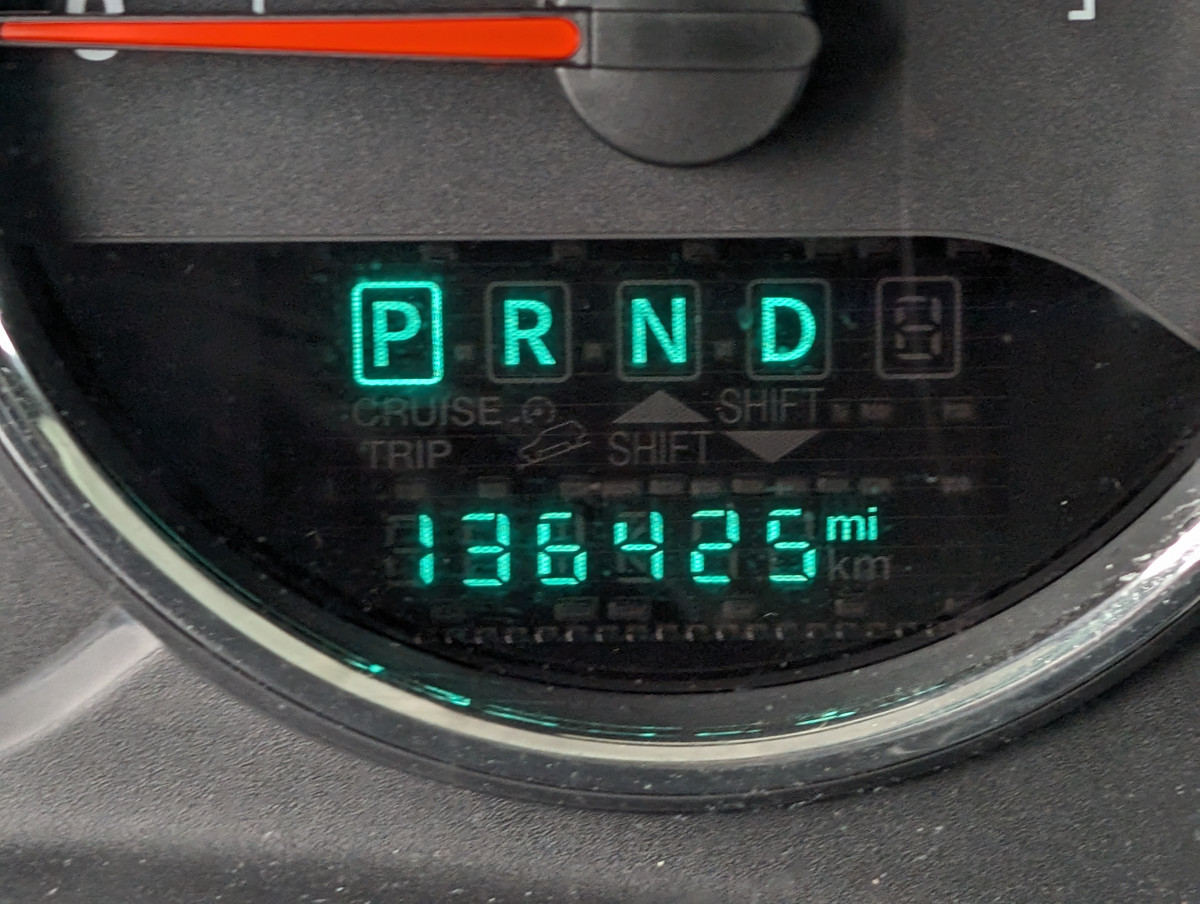 P R N D
CRUISE SHIFT
TRIP SHIFT
136425 mi
km